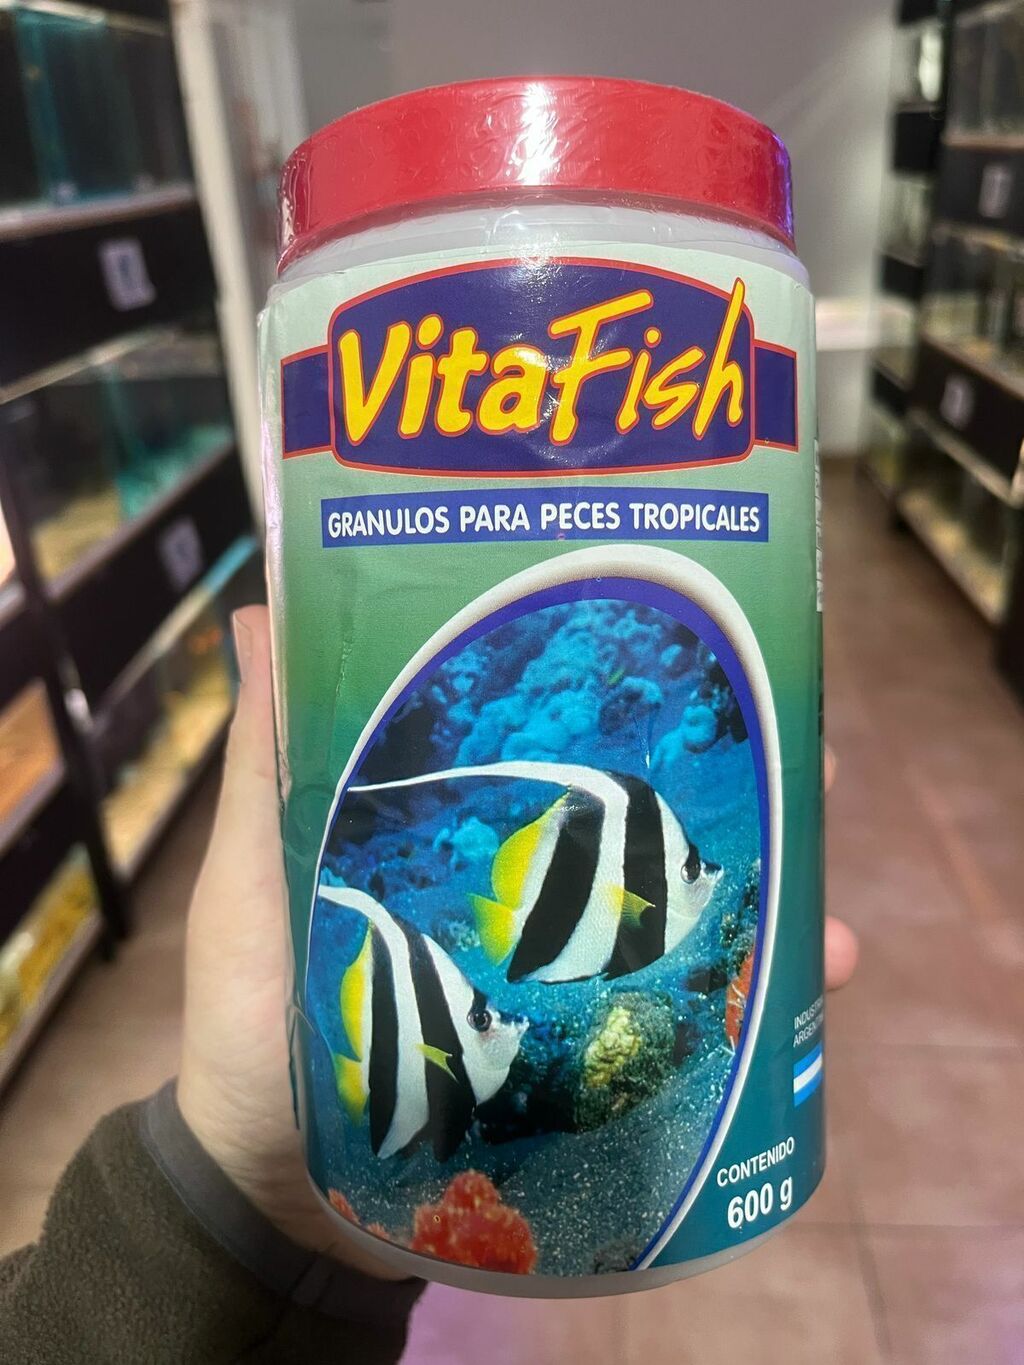 VitaFish
GRANULOS PARA PECES TROPICALES
CONTENIDO
600 g